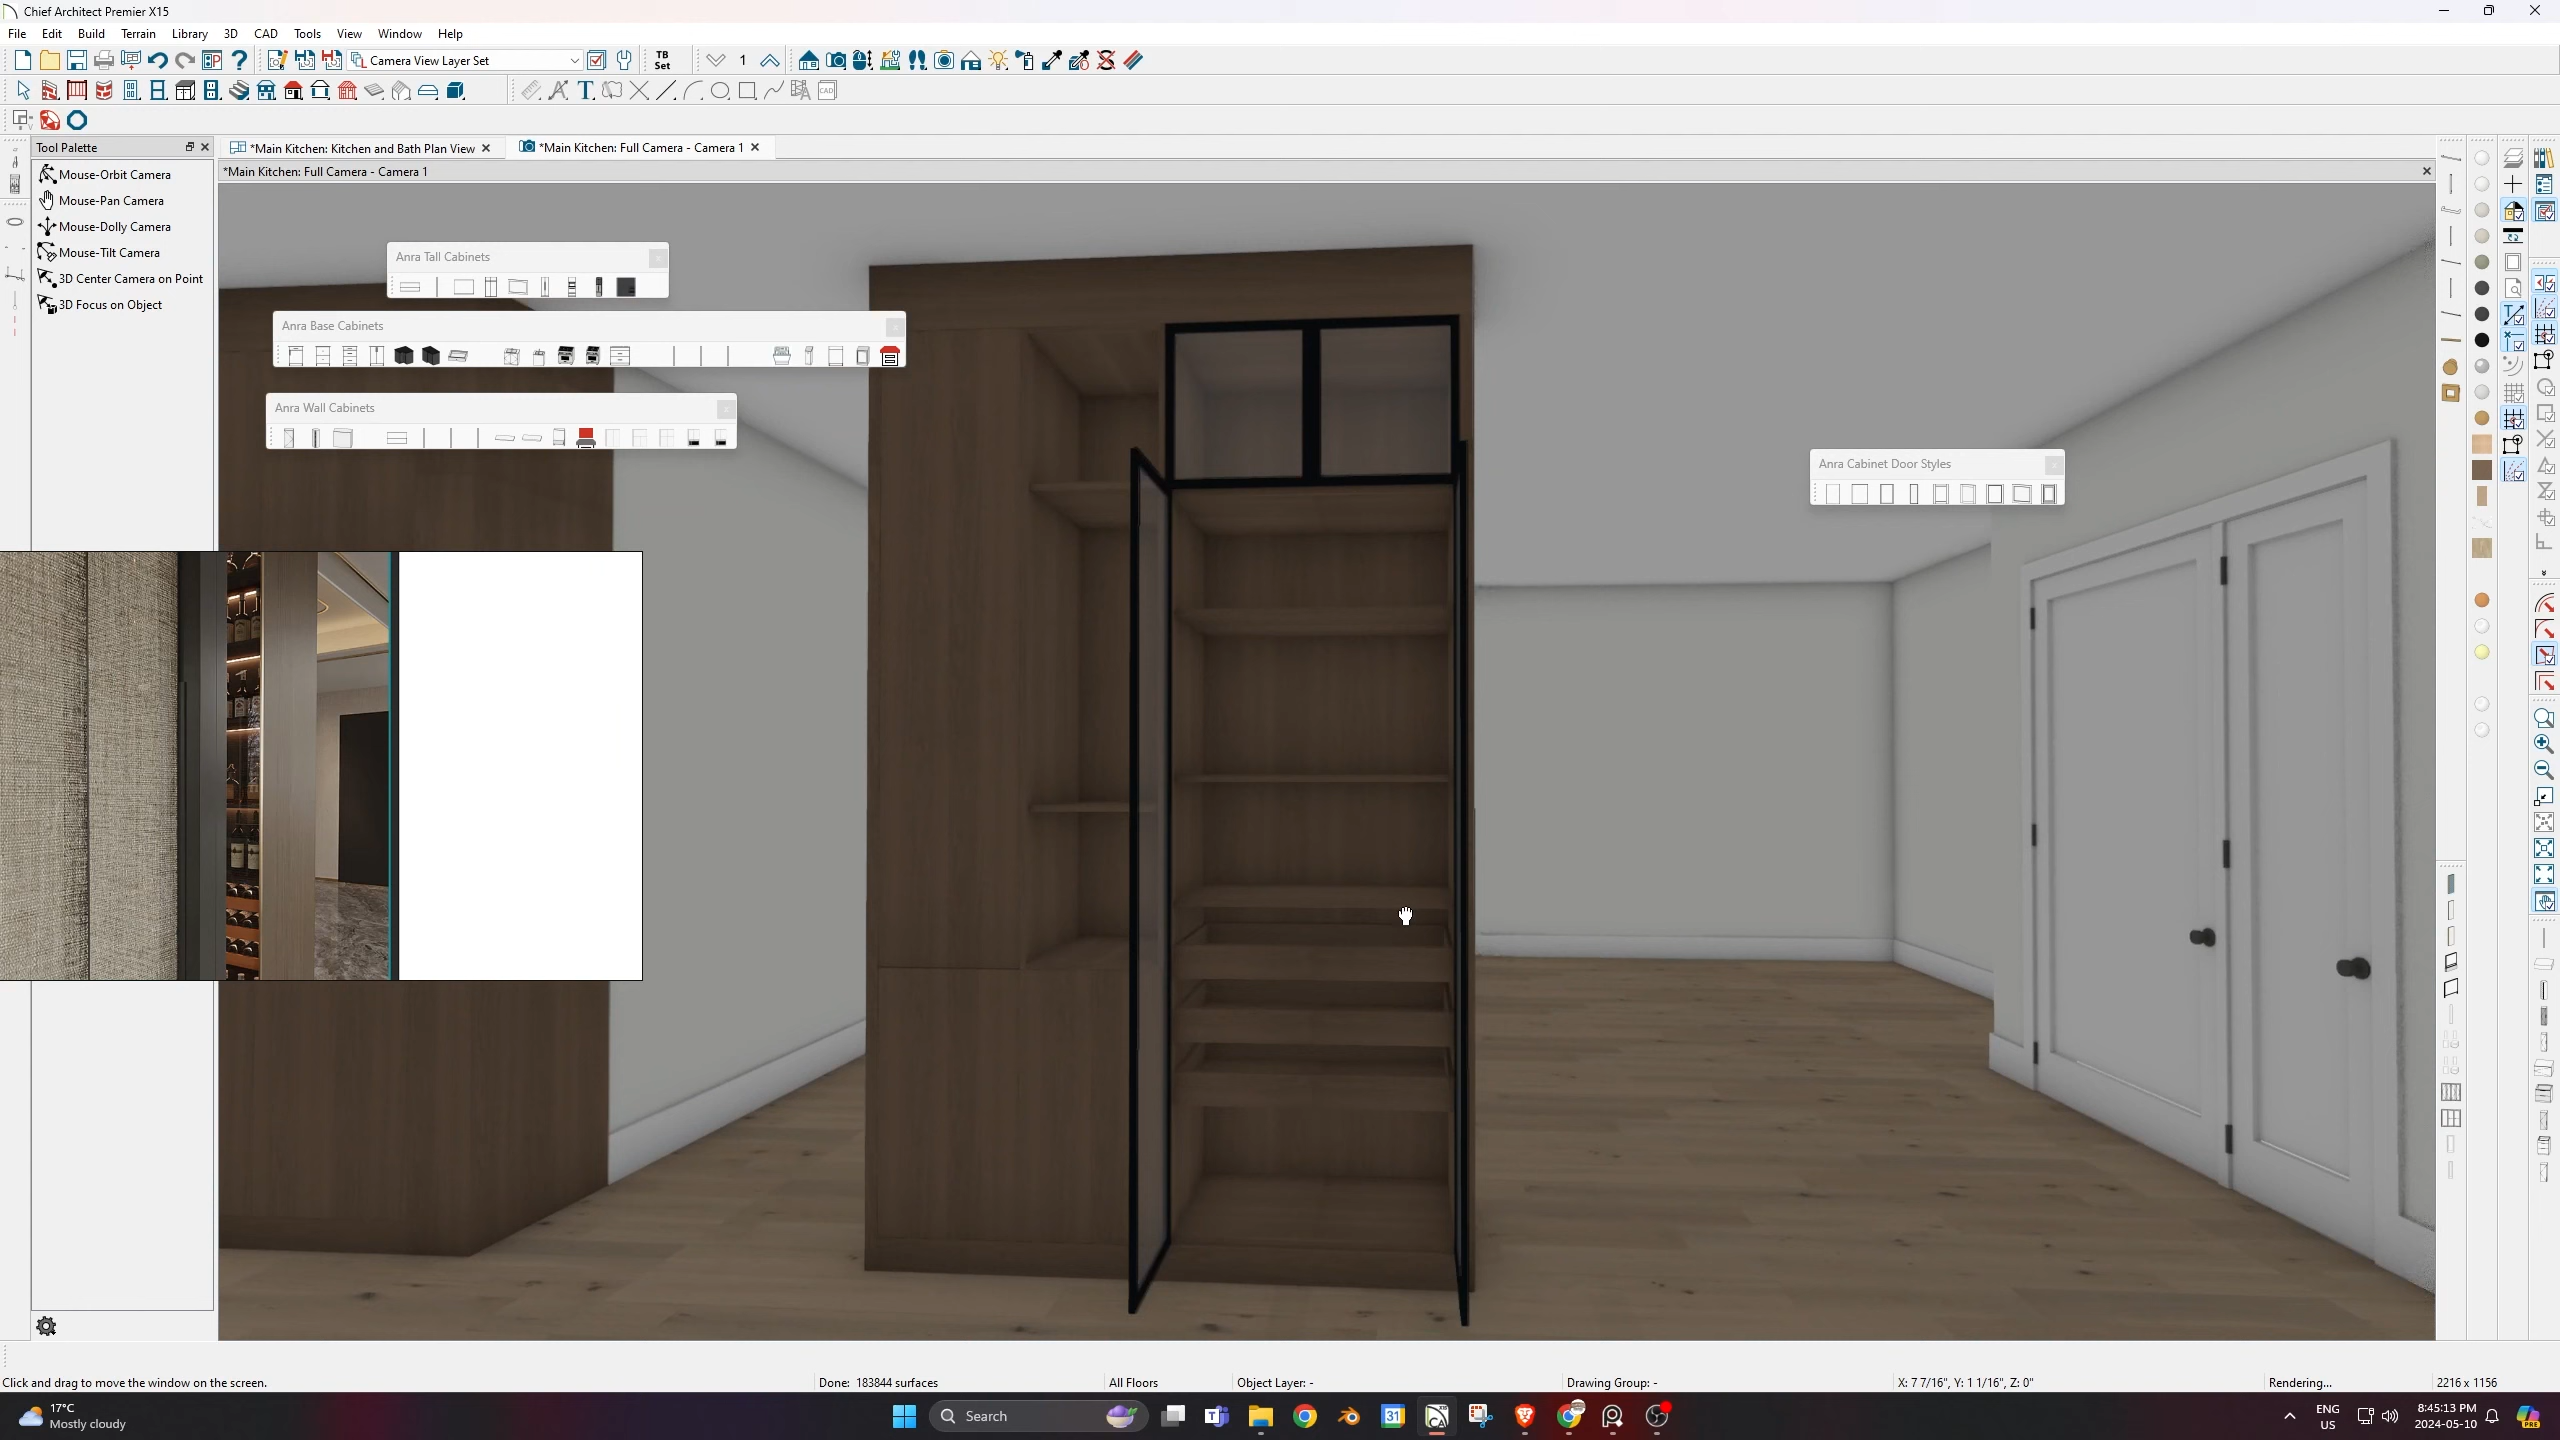 Chief Architect Premier X15
File Edit Build Terrain Library 3D CAD Tools View Window Help
Camera View Layer Set
TB Set
1
CAD
Tool Palette
*Main Kitchen: Kitchen and Bath Plan View
*Main Kitchen: Full Camera - Camera 1
*Main Kitchen: Full Camera - Camera 1
Mouse-Orbit Camera
Mouse-Pan Camera
Mouse-Dolly Camera
Mouse-Tilt Camera
3D Center Camera on Point
3D Focus on Object
Anra Tall Cabinets
Anra Base Cabinets
Anra Wall Cabinets
Anra Cabinet Door Styles
Click and drag to move the window on the screen.
Done: 183844 surfaces
All Floors
Object Layer: -
Drawing Group: -
X: 7 7/16", Y: 1 1/16", Z: 0"
Rendering...
2216 x 1156
17°C
Mostly cloudy
Search
31
ENG
US
8:45:13 PM
2024-05-10
PRE